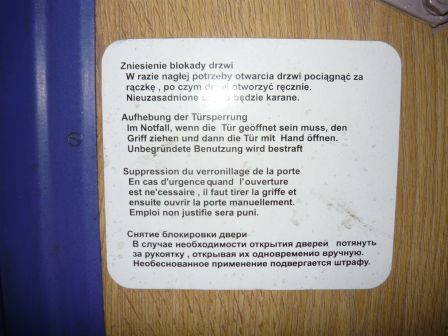 Zniesienie blokady drzwi
W razie nagłej potrzeby otwarcia drzwi pociągnąć za
rączkę , po czym drzwi otworzyć ręcznie.
Nieuzasadnione będzie karane.
Aufhebung der Türsperrung
Im Notfall, wenn die Tür geöffnet sein muss, den
Griff ziehen und dann die Tür mit Hand öffnen.
Unbegründete Benutzung wird bestraft
Suppression du verronillage de la porte
En cas d'urgence quand l'ouverture
est ne'cessaire , il faut tirer la griffe et
ensuite ouvrir la porte manuellement.
Emploi non justifie sera puni.
Снятие блокировки двери
В случае необходимости открытия дверей потянуть
за рукоятку , открывая их одновременио вручную.
Необеснованное применение подвергается штрафу.